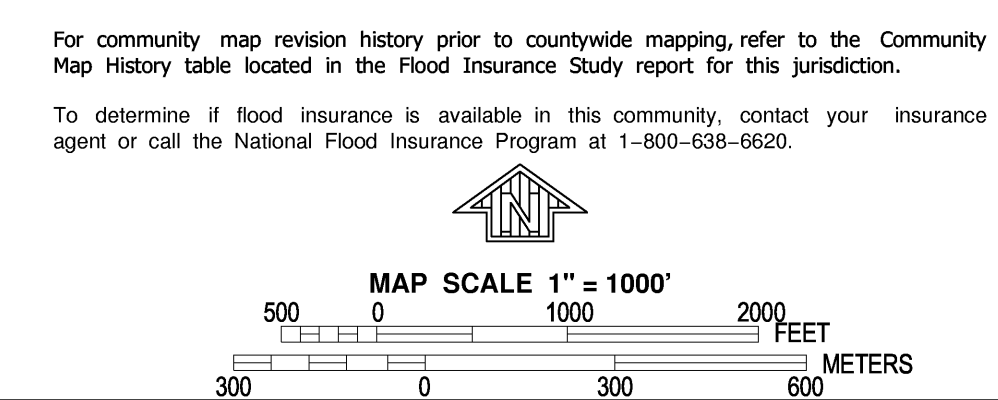 For community map revision history prior to countywide mapping, refer to the Community
Map History table located in the Flood Insurance Study report for this jurisdiction.
To determine if flood insurance is available in this community, contact your insurance
agent or call the National Flood Insurance Program at 1-800-638-6620.
N
MAP SCALE 1" = 1000'
500 0 1000 2000
FEET
METERS
300 0 300 600